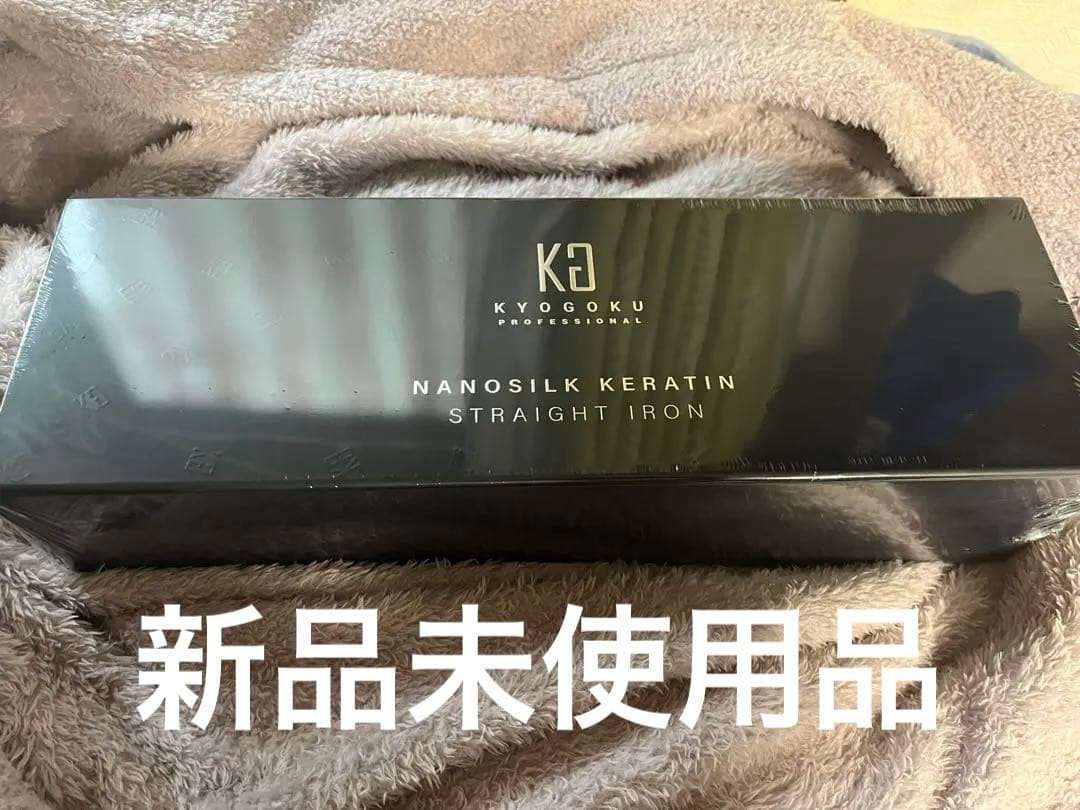 KG
KYOGOKU
PROFESSIONAL
NANOSILK KERATIN
STRAIGHT IRON
新品未使用品